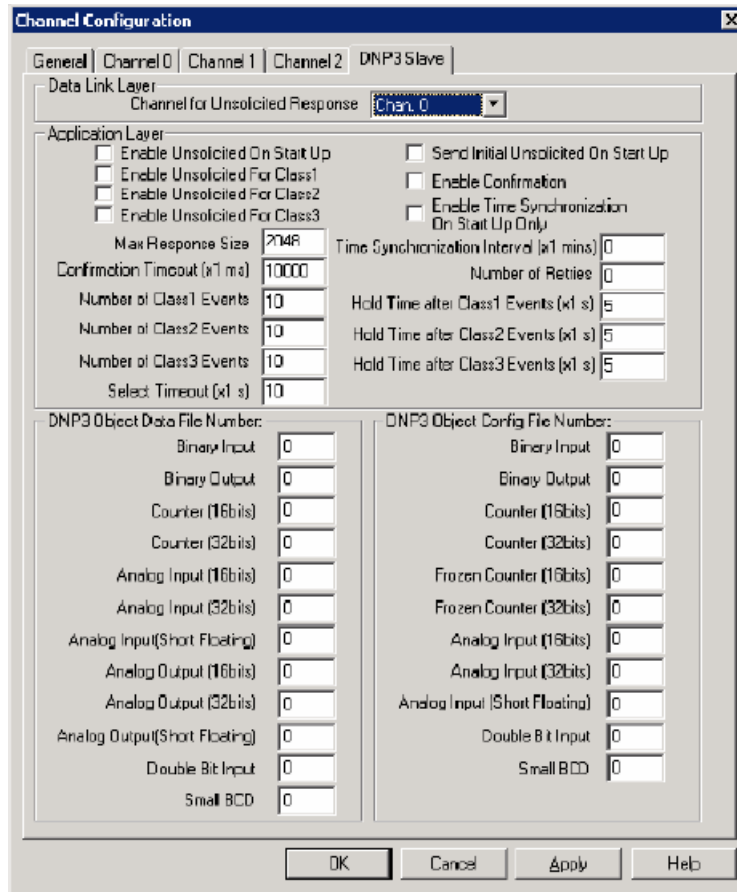 Channel Configuration
General Channel 0 Channel 1 Channel 2 DNP3 Slave
Data Link Layer
Channel for Unsolicited Response Chan. 0
Application Layer
Enable Unsolicited On Start Up
Enable Unsolicited For Class1
Enable Unsolicited For Class2
Enable Unsolicited For Class3
Send Initial Unsolicited On Start Up
Enable Confirmation
Enable Time Synchronization
On Start Up Only
Max Response Size 2048
Confirmation Timeout (x1 ms) 10000
Number of Class1 Events 10
Number of Class2 Events 10
Number of Class3 Events 10
Select Timeout (x1 s) 10
Time Synchronization Interval (x1 mins) 0
Number of Retries 0
Hold Time after Class1 Events (x1 s) 5
Hold Time after Class2 Events (x1 s) 5
Hold Time after Class3 Events (x1 s) 5
DNP3 Object Data File Number:
Binary Input 0
Binary Output 0
Counter (16bits) 0
Counter (32bits) 0
Analog Input (16bits) 0
Analog Input (32bits) 0
Analog Input(Short Floating) 0
Analog Output (16bits) 0
Analog Output (32bits) 0
Analog Output(Short Floating) 0
Double Bit Input 0
Small BCD 0
DNP3 Object Config File Number:
Binary Input 0
Binary Output 0
Counter (16bits) 0
Counter (32bits) 0
Frozen Counter (16bits) 0
Frozen Counter (32bits) 0
Analog Input (16bits) 0
Analog Input (32bits) 0
Analog Input (Short Floating) 0
Double Bit Input 0
Small BCD 0
OK Cancel Apply Help